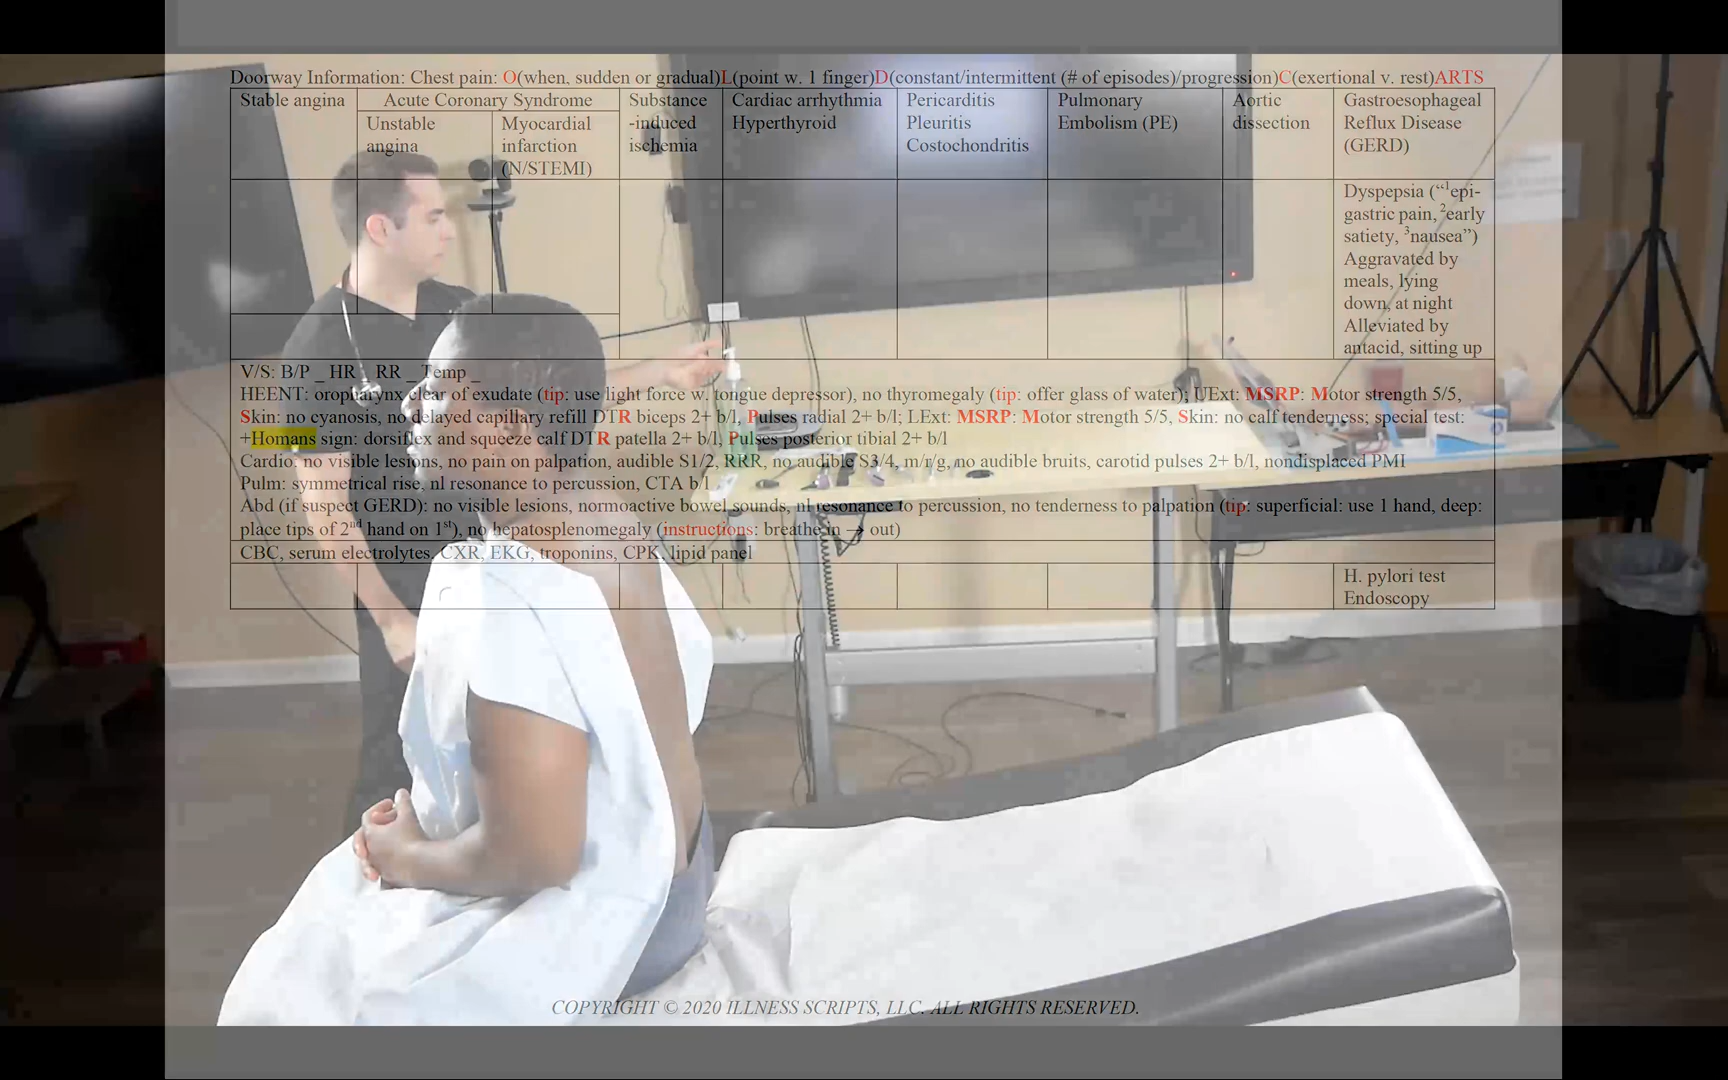 Doorway Information: Chest pain: O(when, sudden or gradual)L(point w. 1 finger)D(constant/intermittent (# of episodes)/progression)C(exertional v. rest)ARTS
Stable angina
Acute Coronary Syndrome
Unstable
angina
Myocardial
infarction
(N/STEMI)
Substance
-induced
ischemia
Cardiac arrhythmia
Hyperthyroid
Pericarditis
Pleuritis
Costochondritis
Pulmonary
Embolism (PE)
Aortic
dissection
Gastroesophageal
Reflux Disease
(GERD)
Dyspepsia (“¹epi-
gastric pain, ²early
satiety, ³nausea”)
Aggravated by
meals, lying
down, at night
Alleviated by
antacid, sitting up
V/S: B/P _ HR _ RR _ Temp _
HEENT: oropharynx clear of exudate (tip: use light force w. tongue depressor), no thyromegaly (tip: offer glass of water); UExt: MSRP: Motor strength 5/5,
Skin: no cyanosis, no delayed capillary refill DTR biceps 2+ b/l, Pulses radial 2+ b/l; LExt: MSRP: Motor strength 5/5, Skin: no calf tenderness; special test:
+Homans sign: dorsiflex and squeeze calf DTR patella 2+ b/l, Pulses posterior tibial 2+ b/l
Cardio: no visible lesions, no pain on palpation, audible S1/2, RRR, no audible S3/4, m/r/g, no audible bruits, carotid pulses 2+ b/l, nondisplaced PMI
Pulm: symmetrical rise, nl resonance to percussion, CTA b/l
Abd (if suspect GERD): no visible lesions, normoactive bowel sounds, nl resonance to percussion, no tenderness to palpation (tip: superficial: use 1 hand, deep:
place tips of 2nd hand on 1st), no hepatosplenomegaly (instructions: breathe in → out)
CBC, serum electrolytes, CXR, EKG, troponins, CPK, lipid panel
H. pylori test
Endoscopy
COPYRIGHT © 2020 ILLNESS SCRIPTS, LLC. ALL RIGHTS RESERVED.